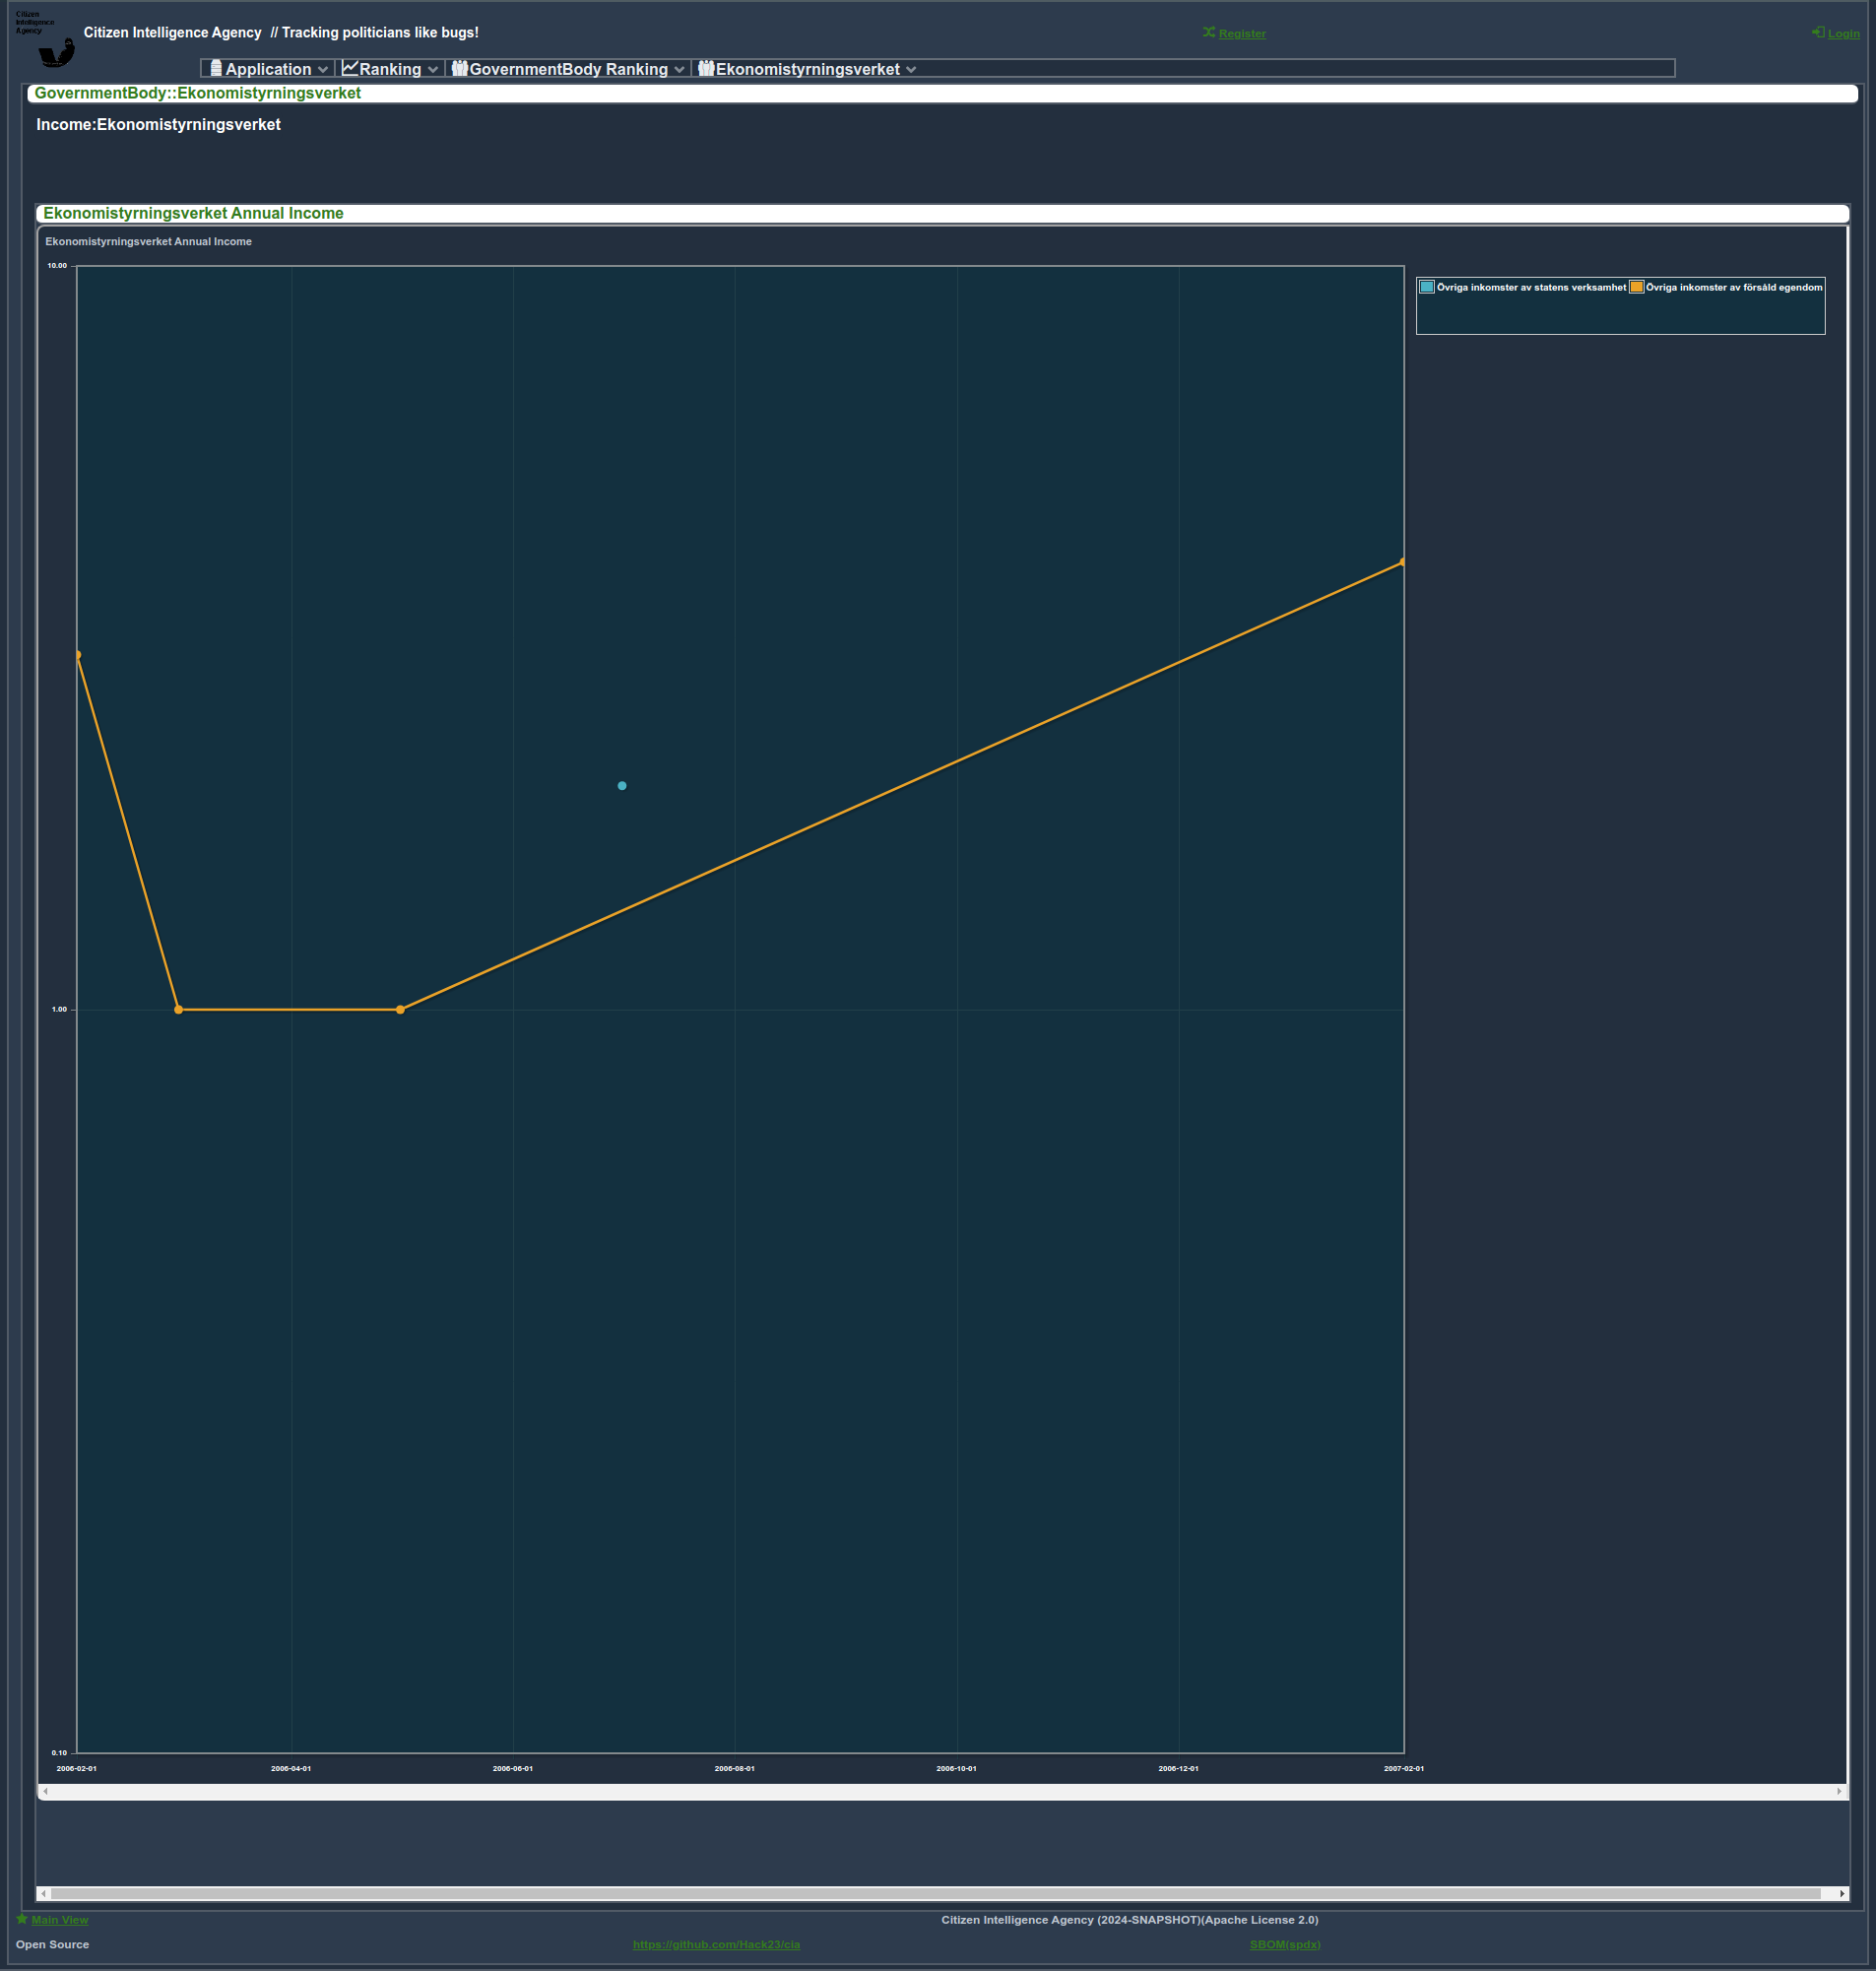 Citizen
Intelligence
Agency
Citizen Intelligence Agency // Tracking politicians like bugs!
Register
Login
Application
Ranking
GovernmentBody Ranking
Ekonomistyrningsverket
GovernmentBody::Ekonomistyrningsverket
Income:Ekonomistyrningsverket
Ekonomistyrningsverket Annual Income
Ekonomistyrningsverket Annual Income
10.00
Övriga inkomster av statens verksamhet
Övriga inkomster av försåld egendom
1.00
0.10
2006-02-01
2006-04-01
2006-06-01
2006-08-01
2006-10-01
2006-12-01
2007-02-01
Main View
Citizen Intelligence Agency (2024-SNAPSHOT)(Apache License 2.0)
Open Source
https://github.com/Hack23/cia
SBOM(spdx)